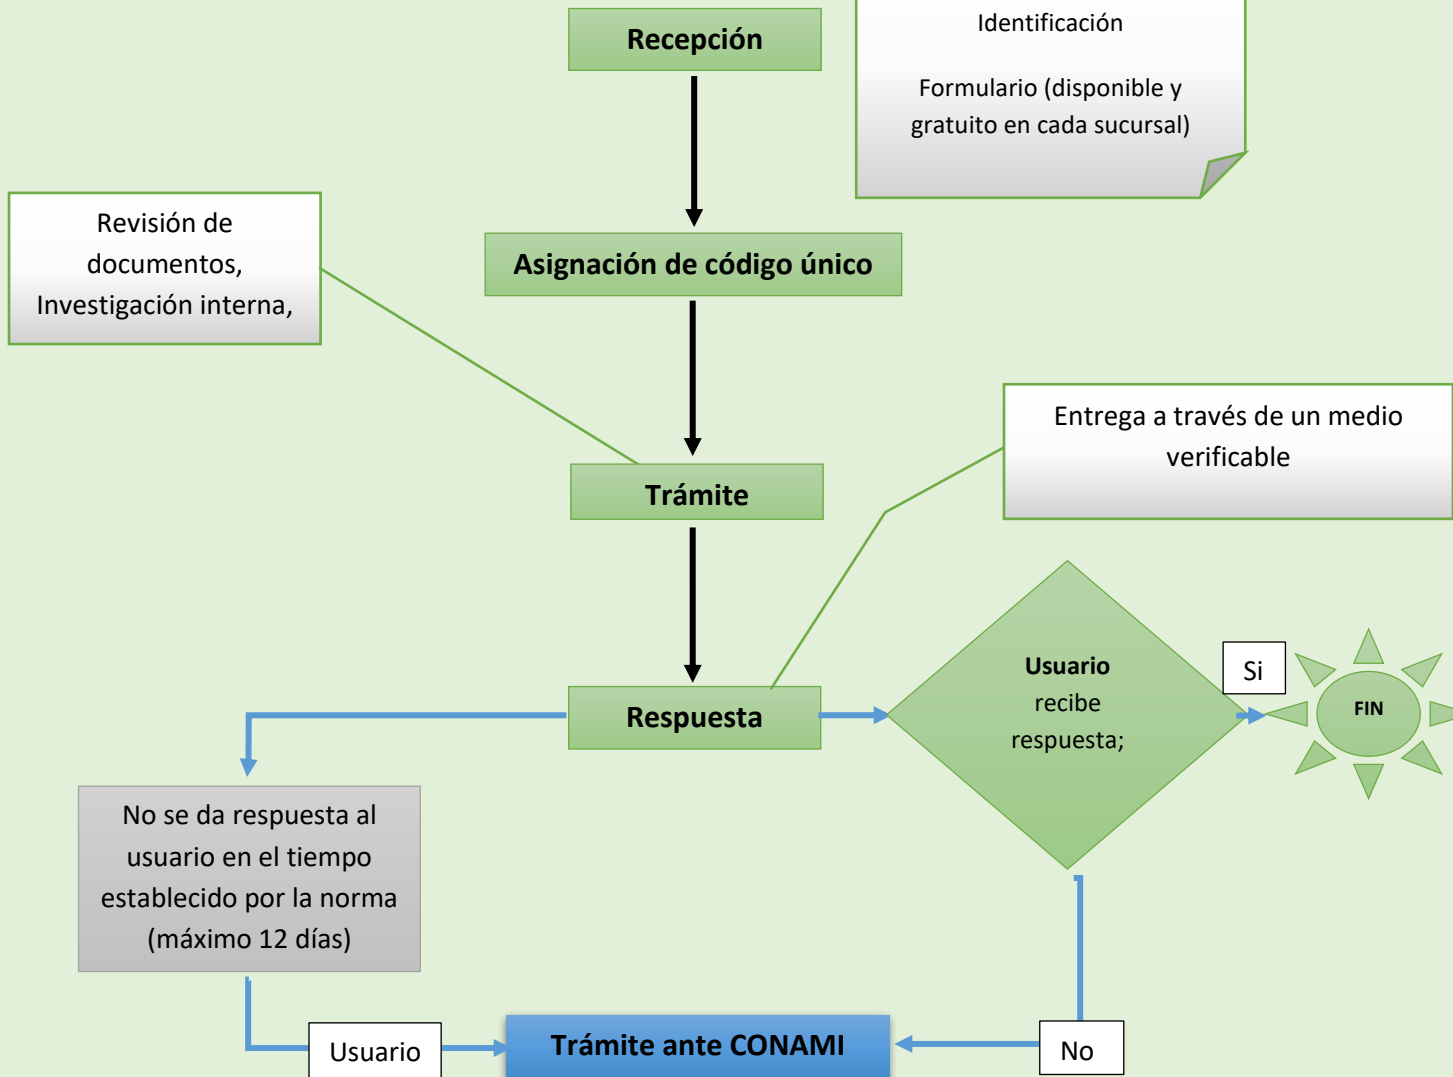 Recepción
Identificación
Formulario (disponible y
gratuito en cada sucursal)
Revisión de
documentos,
Investigación interna,
Asignación de código único
Entrega a través de un medio
verificable
Trámite
Usuario
recibe
respuesta;
Si
FIN
Respuesta
No se da respuesta al
usuario en el tiempo
establecido por la norma
(máximo 12 días)
Usuario
Trámite ante CONAMI
No